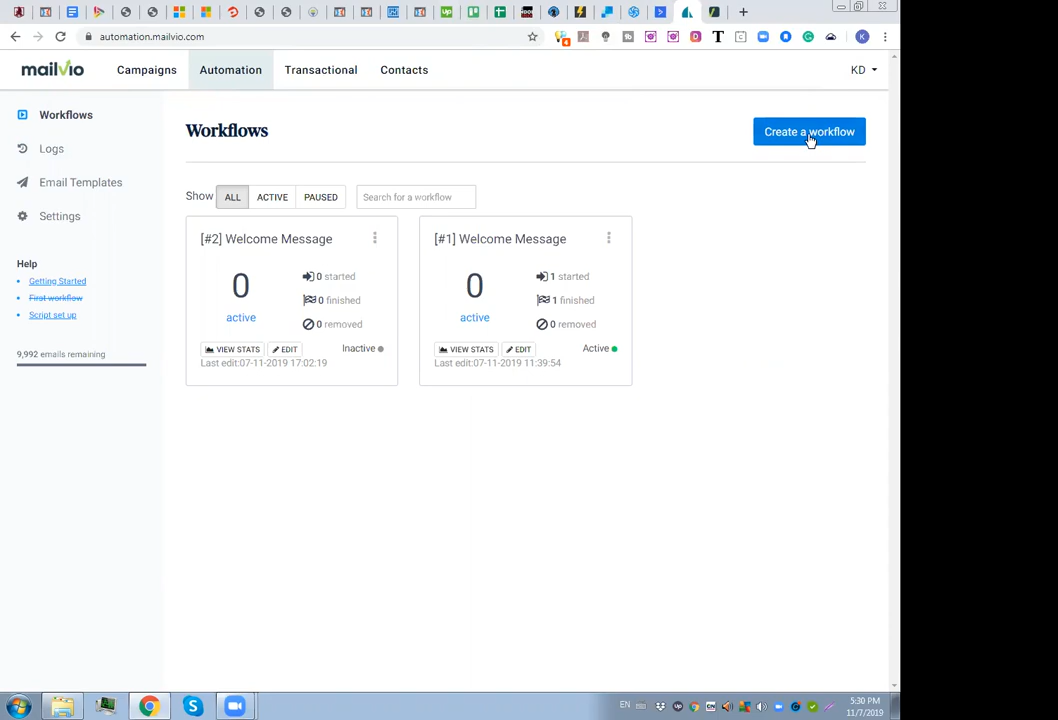 automation.mailvio.com
K
mailvio
Campaigns Automation Transactional Contacts KD
Workflows
Logs
Email Templates
Settings
Help
Getting Started
First workflow
Script set up
9,992 emails remaining
Workflows
Create a workflow
Show ALL ACTIVE PAUSED Search for a workflow
[#2] Welcome Message
0 started
0
0 finished
active
0 removed
VIEW STATS EDIT Inactive
Last edit:07-11-2019 17:02:19
[#1] Welcome Message
1 started
0
1 finished
active
0 removed
VIEW STATS EDIT Active
Last edit:07-11-2019 11:39:54
EN
5:30 PM
11/7/2019